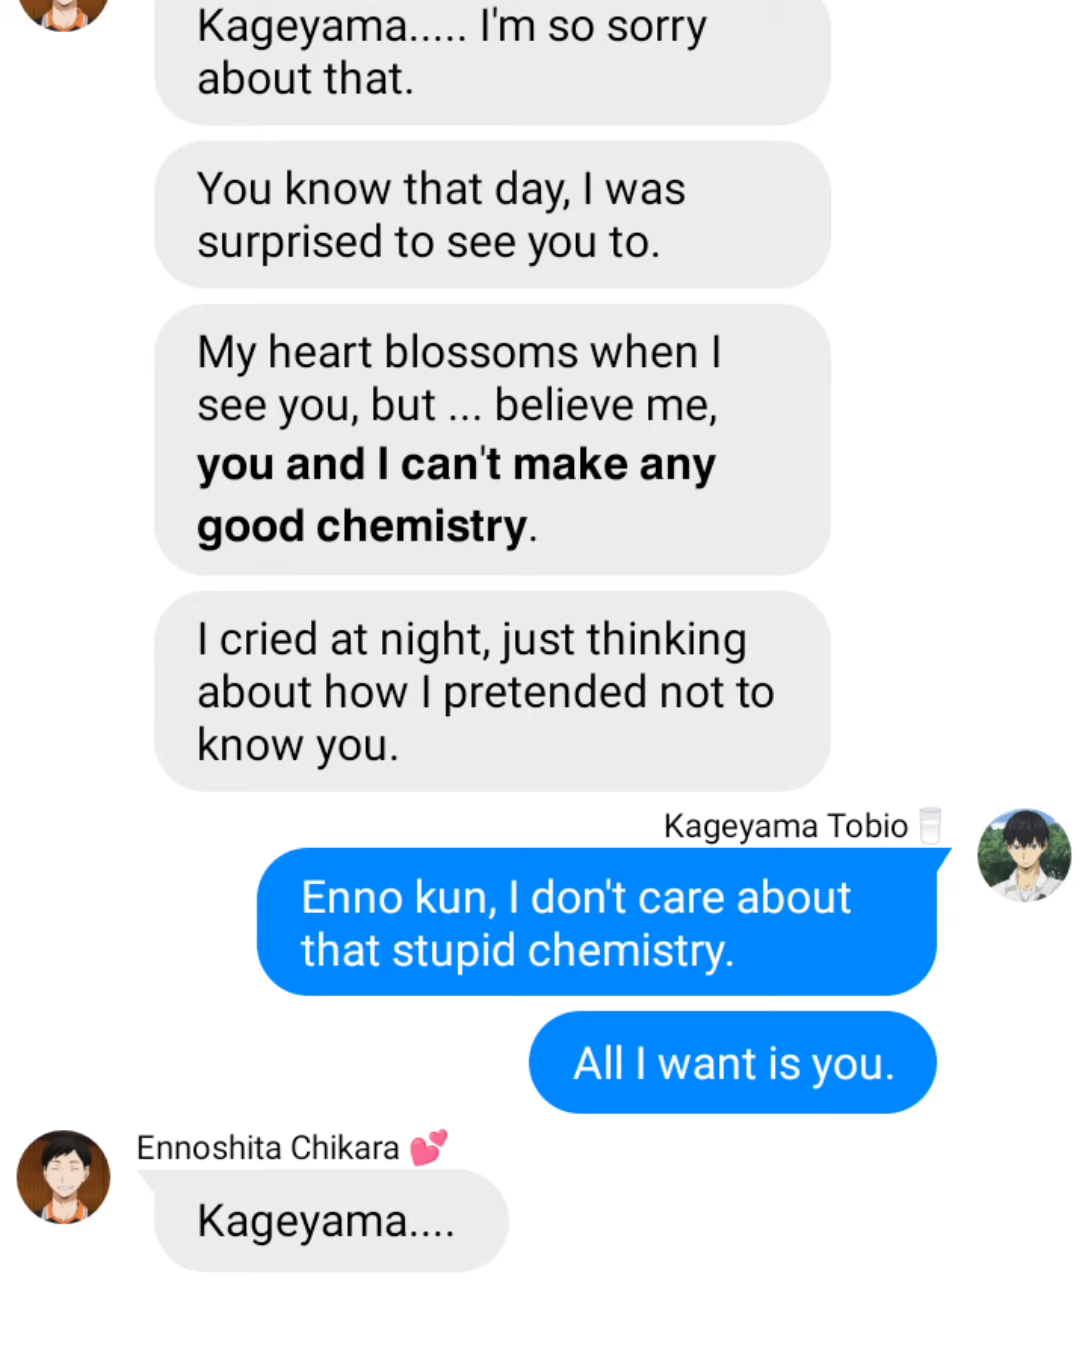 Kageyama..... I'm so sorry
about that.
You know that day, I was
surprised to see you to.
My heart blossoms when I
see you, but ... believe me,
you and I can't make any
good chemistry.
I cried at night, just thinking
about how I pretended not to
know you.
Kageyama Tobio🥛
Enno kun, I don't care about
that stupid chemistry.
All I want is you.
Ennoshita Chikara 💕
Kageyama....